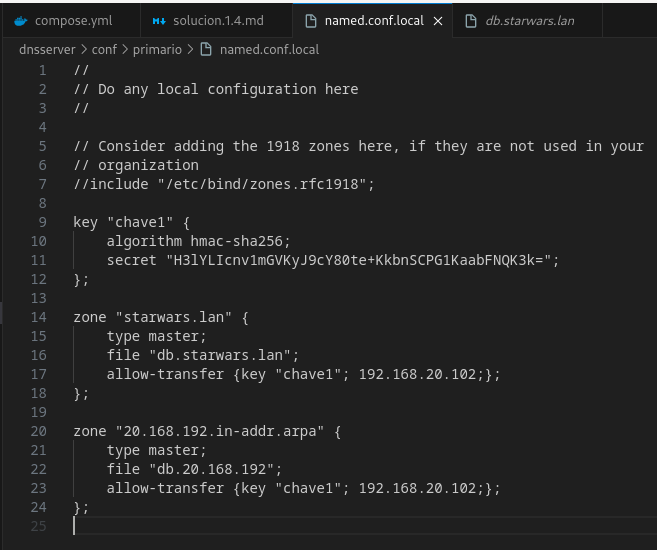 compose.yml solucion.1.4.md named.conf.local db.starwars.lan
dnsserver > conf > primario > named.conf.local
1 //
2 // Do any local configuration here
3 //
4
5 // Consider adding the 1918 zones here, if they are not used in your
6 // organization
7 //include "/etc/bind/zones.rfc1918";
8
9 key "chave1" {
10 algorithm hmac-sha256;
11 secret "H3lYLIcnv1mGVKyJ9cY80te+KkbnSCPG1KaabFNQK3k=";
12 };
13
14 zone "starwars.lan" {
15 type master;
16 file "db.starwars.lan";
17 allow-transfer {key "chave1"; 192.168.20.102;};
18 };
19
20 zone "20.168.192.in-addr.arpa" {
21 type master;
22 file "db.20.168.192";
23 allow-transfer {key "chave1"; 192.168.20.102;};
24 };
25